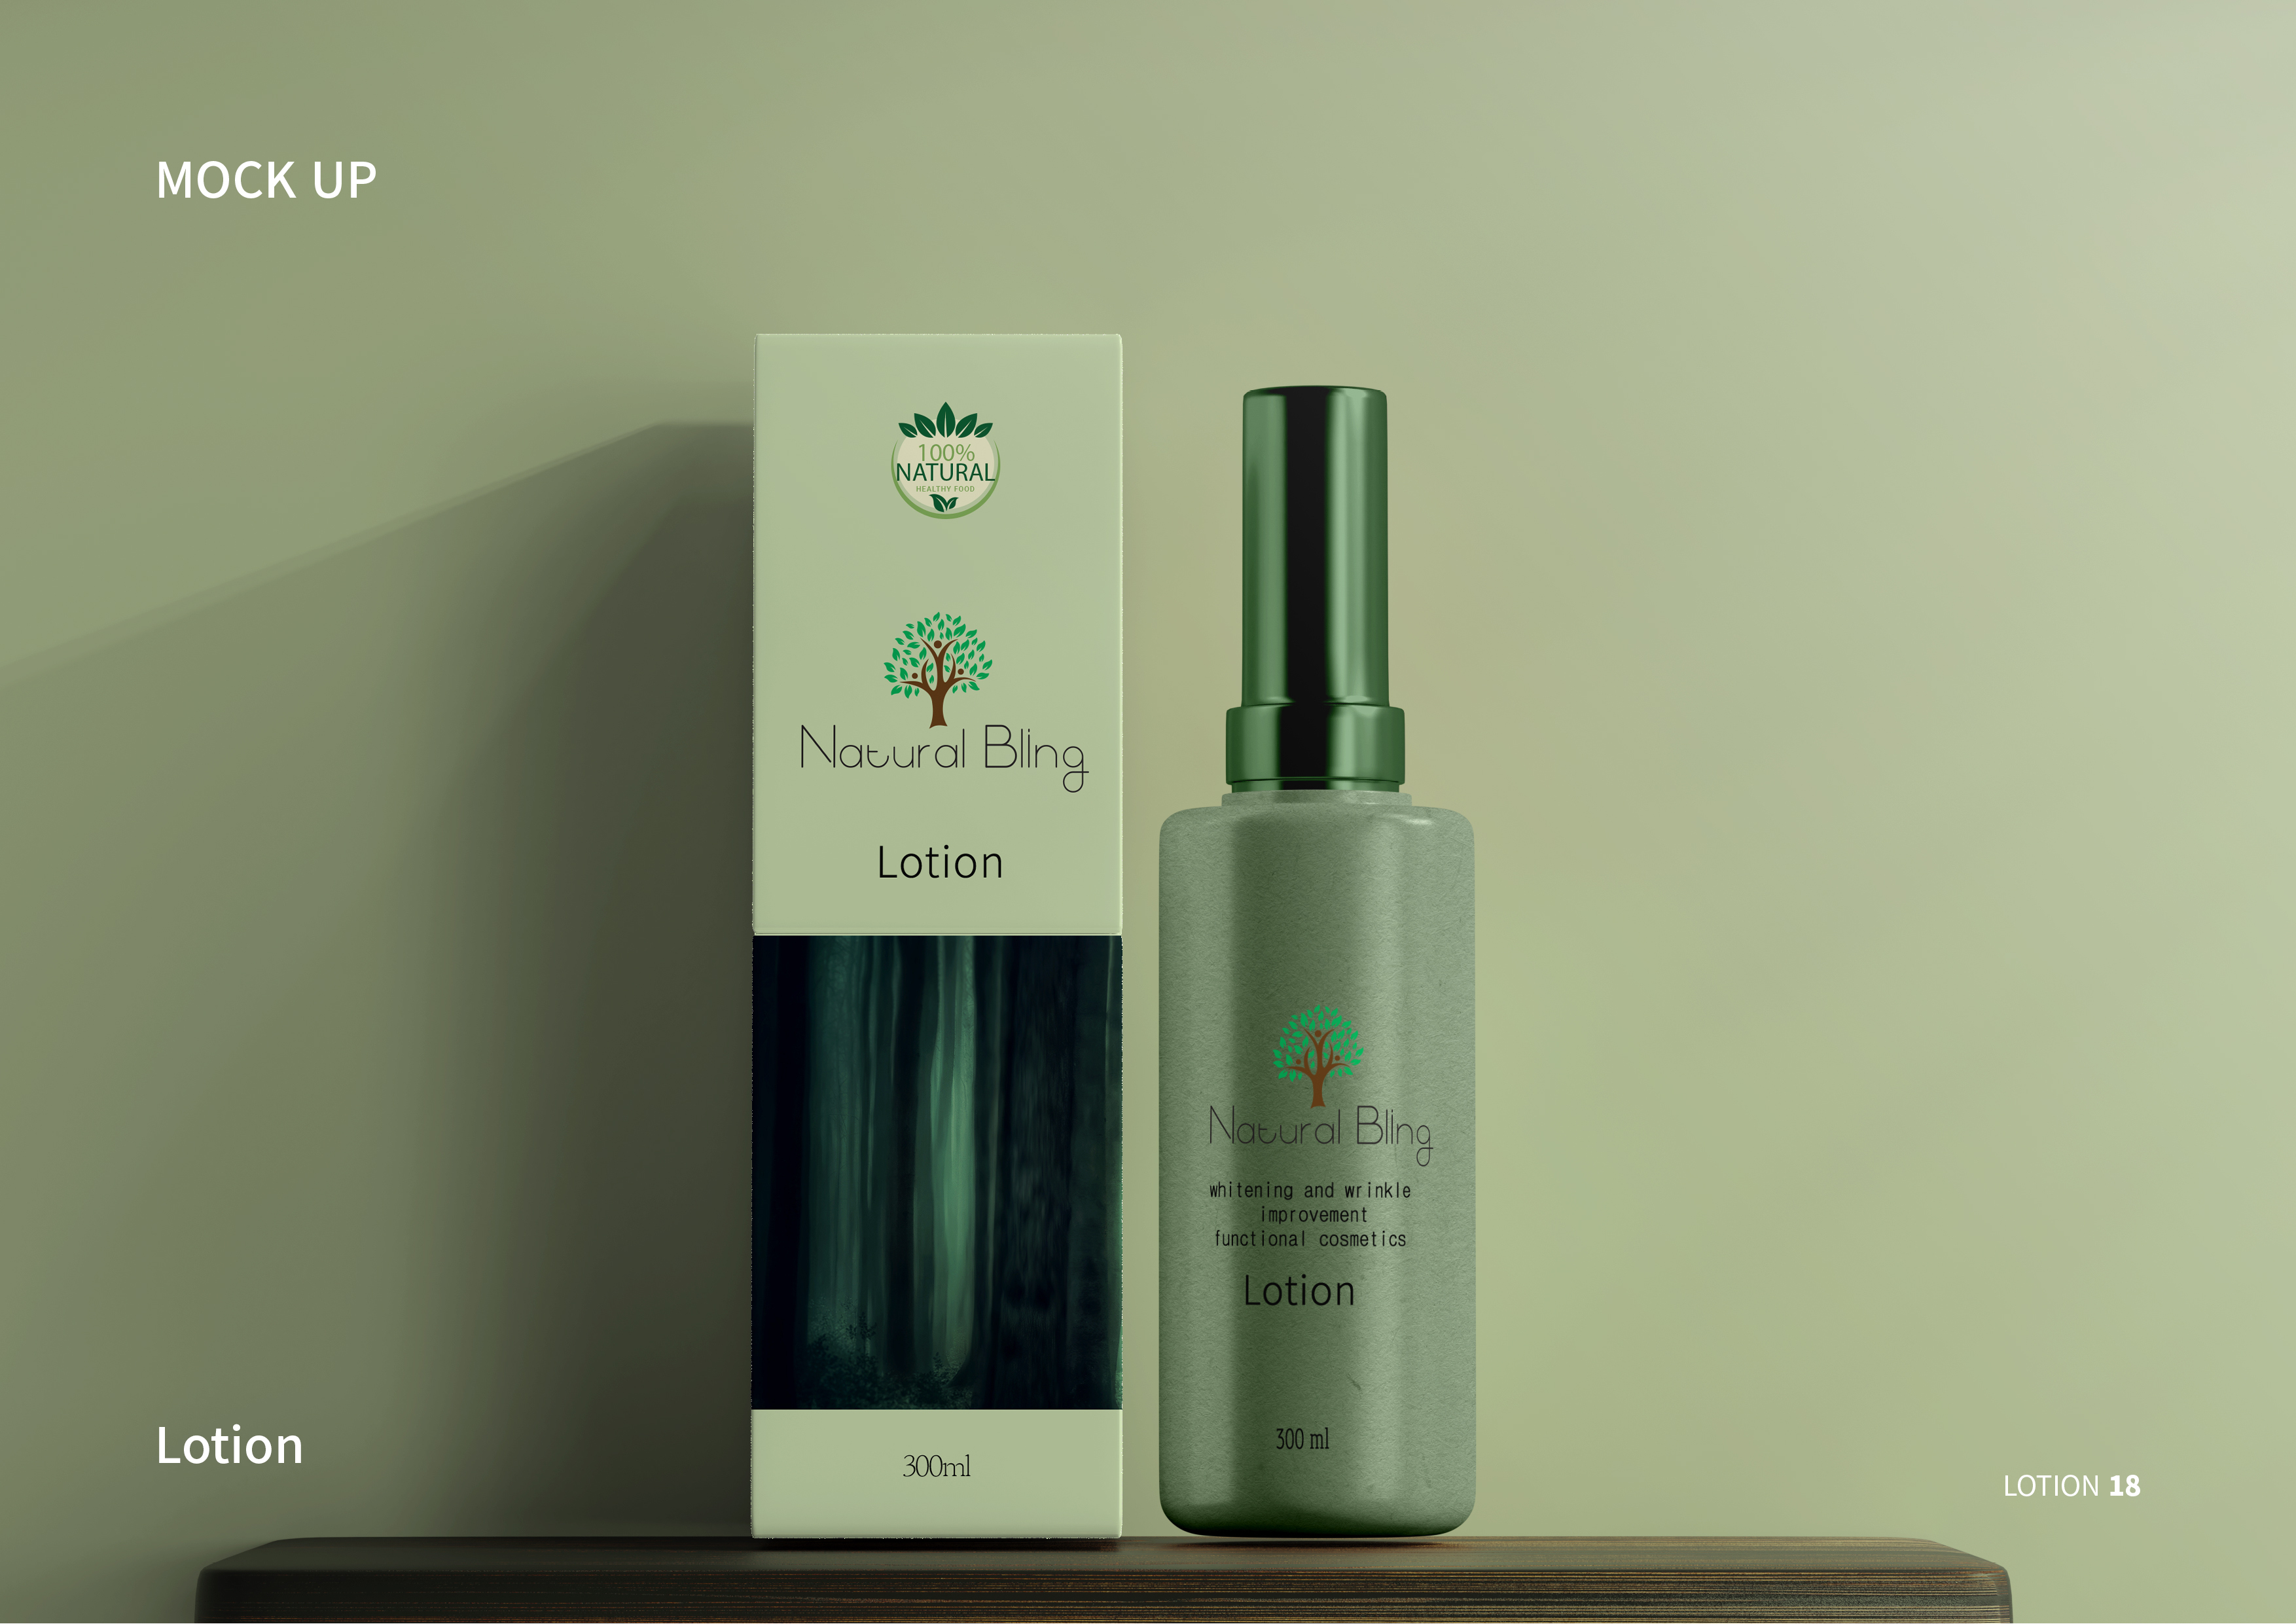 MOCK UP
100%
NATURAL
HEALTHY FOOD
Natural Bling
Lotion
300ml
Natural Bling
whitening and wrinkle
improvement
functional cosmetics
Lotion
300 ml
Lotion
LOTION 18